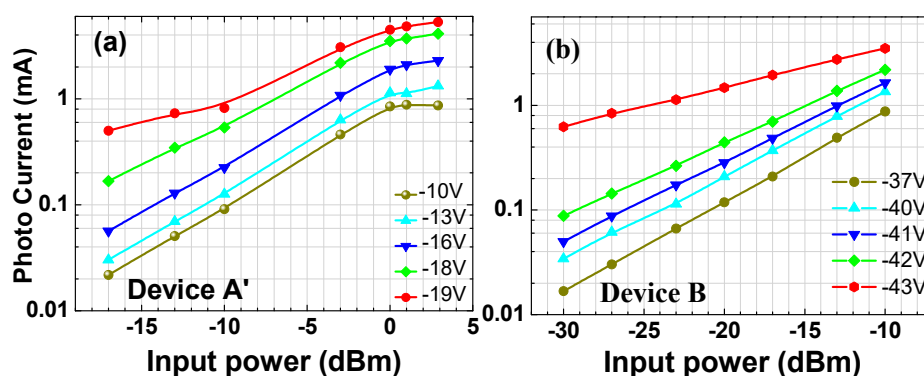 (a)
Photo Current (mA)
1
0.1
0.01
-10V
-13V
-16V
-18V
-19V
Device A'
-15 -10 -5 0 5
Input power (dBm)
(b)
1
0.1
0.01
-37V
-40V
-41V
-42V
-43V
Device B
-30 -25 -20 -15 -10
Input power (dBm)